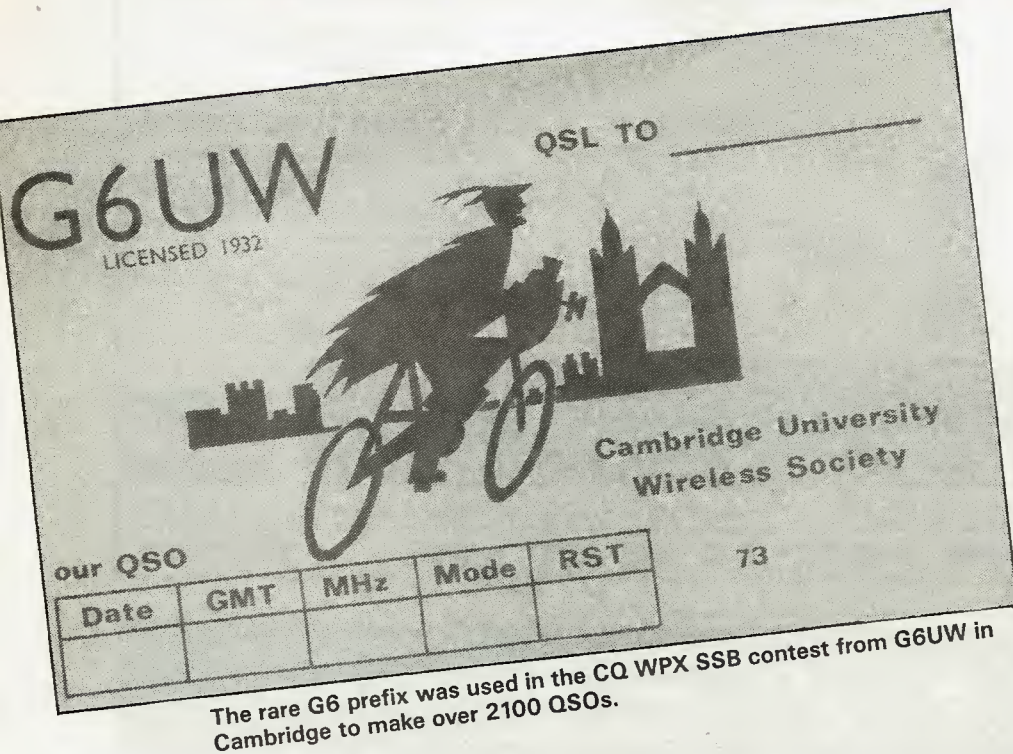 G6UW
LICENSED 1932
QSL TO
Cambridge University
Wireless Society
our QSO
Date GMT MHz Mode RST
73
The rare G6 prefix was used in the CQ WPX SSB contest from G6UW in
Cambridge to make over 2100 QSOs.